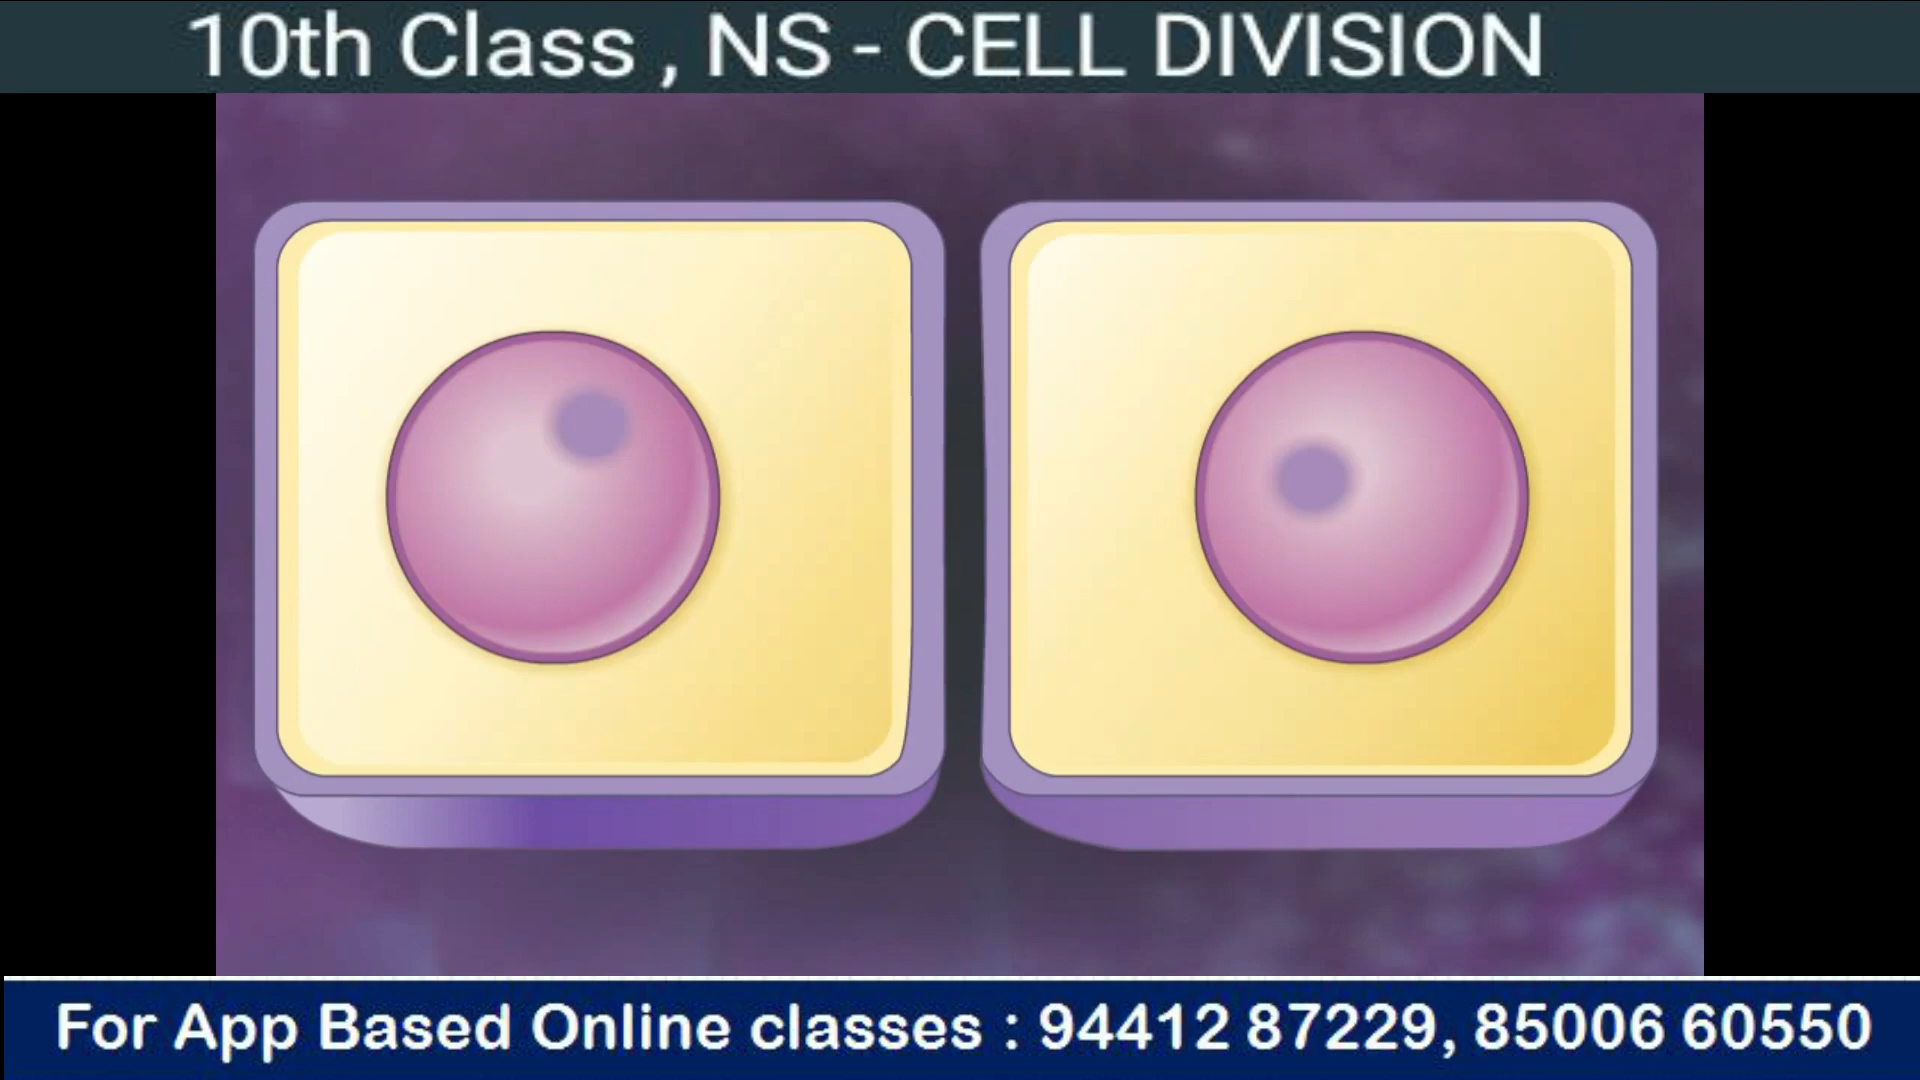 10th Class , NS - CELL DIVISION
For App Based Online classes : 94412 87229, 85006 60550